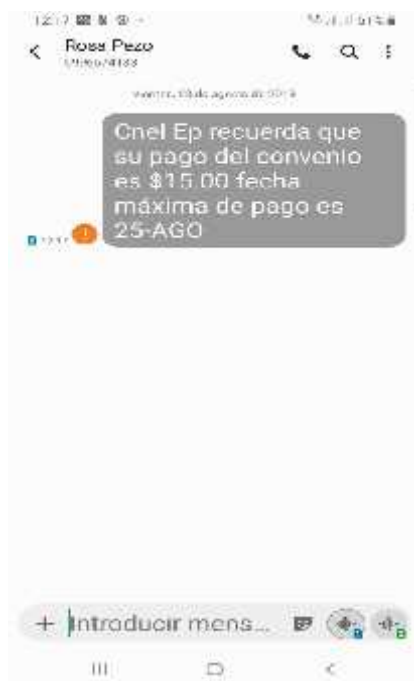 Rosa Pezo
Cnel Ep recuerda que
su pago del convenio
es $15.00 fecha
máxima de pago es
25-AGO
Introducir mens...